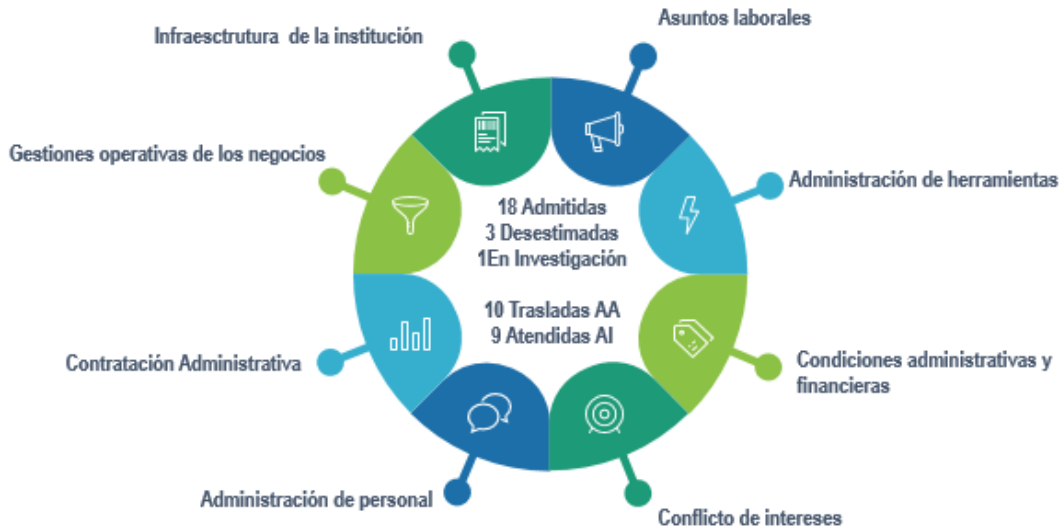 Asuntos laborales
Infraesctrutura de la institución
Gestiones operativas de los negocios
Administración de herramientas
18 Admitidas
3 Desestimadas
1En Investigación
10 Trasladas AA
9 Atendidas AI
Contratación Administrativa
Condiciones administrativas y
financieras
Administración de personal
Conflicto de intereses